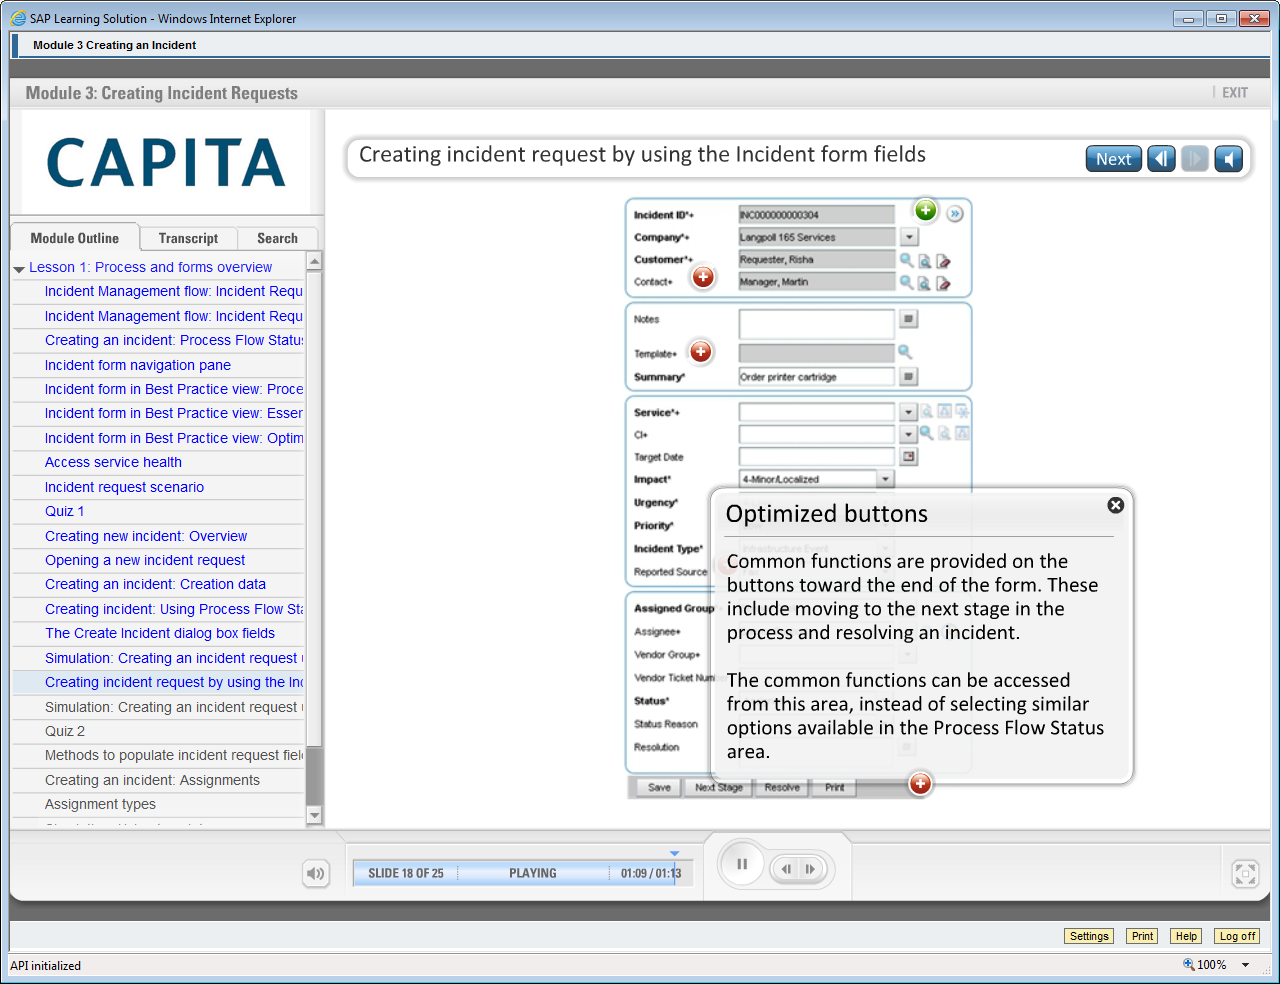 SAP Learning Solution - Windows Internet Explorer
Module 3 Creating an Incident
Module 3: Creating Incident Requests
EXIT
CAPITA
Creating incident request by using the Incident form fields
Next
Module Outline
Transcript
Search
Lesson 1: Process and forms overview
Incident Management flow: Incident Requ
Incident Management flow: Incident Requ
Creating an incident: Process Flow Status
Incident form navigation pane
Incident form in Best Practice view: Proce
Incident form in Best Practice view: Esser
Incident form in Best Practice view: Optim
Access service health
Incident request scenario
Quiz 1
Creating new incident: Overview
Opening a new incident request
Creating an incident: Creation data
Creating incident: Using Process Flow Sta
The Create Incident dialog box fields
Simulation: Creating an incident request
Creating incident request by using the Inc
Simulation: Creating an incident request
Quiz 2
Methods to populate incident request field
Creating an incident: Assignments
Assignment types
Incident ID*+
INC000000000304
Company*+
Langpoll 165 Services
Customer*+
Requester, Risha
Contact+
Manager, Martin
Notes
Template+
Summary*
Order printer cartridge
Service*+
CI+
Target Date
Impact*
4-Minor/Localized
Urgency*
Priority*
Incident Type*
Infrastructure Event
Reported Source
Assigned Group*
Assignee+
Vendor Group+
Vendor Ticket Num
Status*
Status Reason
Resolution
Optimized buttons
Common functions are provided on the
buttons toward the end of the form. These
include moving to the next stage in the
process and resolving an incident.
The common functions can be accessed
from this area, instead of selecting similar
options available in the Process Flow Status
area.
Save
Next Stage
Resolve
Print
SLIDE 18 OF 25
PLAYING
01:09 / 01:13
Settings
Print
Help
Log off
API initialized
100%